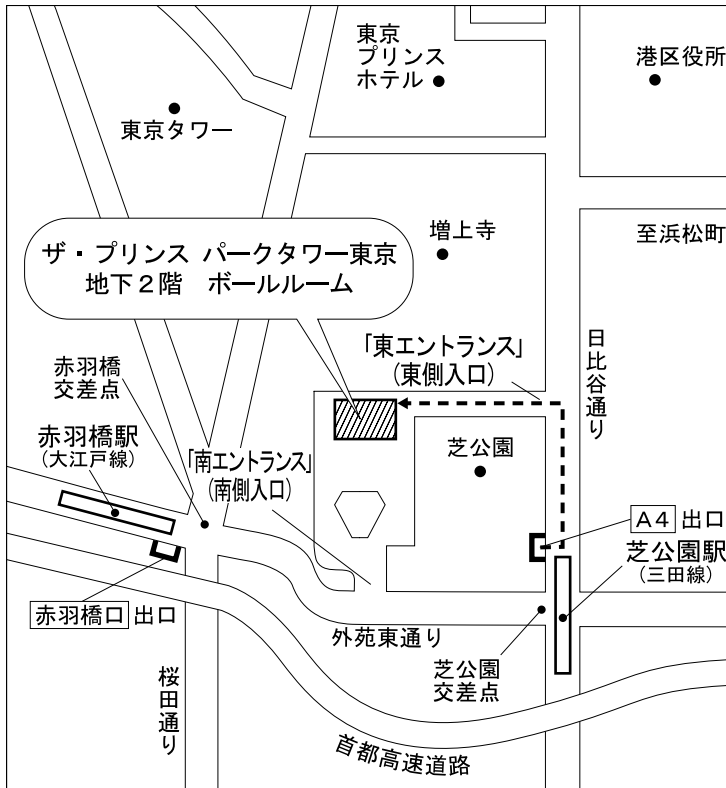 東京
プリンス
ホテル
港区役所
東京タワー
増上寺
至浜松町
ザ・プリンス パークタワー東京
地下2階 ボールルーム
「東エントランス」
(東側入口)
日比谷通り
赤羽橋
交差点
赤羽橋駅
(大江戸線)
「南エントランス」
(南側入口)
芝公園
A4 出口
芝公園駅
(三田線)
赤羽橋口 出口
外苑東通り
芝公園
交差点
桜田通り
首都高速道路